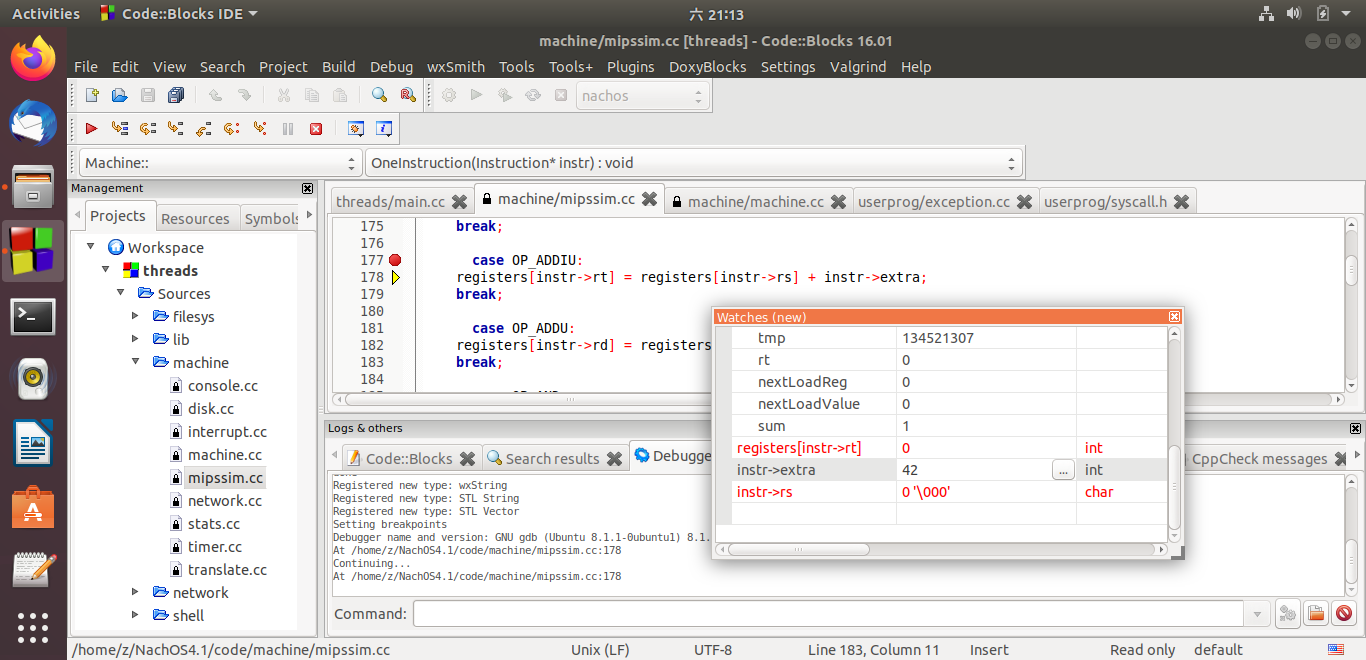 Activities Code::Blocks IDE 六 21:13
machine/mipssim.cc [threads] - Code::Blocks 16.01
File Edit View Search Project Build Debug wxSmith Tools Tools+ Plugins DoxyBlocks Settings Valgrind Help
nachos
Machine:: OneInstruction(Instruction* instr) : void
Management
Projects Resources Symbols
Workspace
threads
Sources
filesys
lib
machine
console.cc
disk.cc
interrupt.cc
machine.cc
mipssim.cc
network.cc
stats.cc
timer.cc
translate.cc
network
shell
threads/main.cc machine/mipssim.cc machine/machine.cc userprog/exception.cc userprog/syscall.h
175 break;
176
177 case OP_ADDIU:
178 registers[instr->rt] = registers[instr->rs] + instr->extra;
179 break;
180
181 case OP_ADDU:
182 registers[instr->rd] = registers
183 break;
184
Watches (new)
tmp 134521307
rt 0
nextLoadReg 0
nextLoadValue 0
sum 1
registers[instr->rt] 0 int
instr->extra 42 ... int
instr->rs 0 '\000' char
Logs & others
Code::Blocks Search results Debugge CppCheck messages
Registered new type: wxString
Registered new type: STL String
Registered new type: STL Vector
Setting breakpoints
Debugger name and version: GNU gdb (Ubuntu 8.1.1-0ubuntu1) 8.1.
At /home/z/NachOS4.1/code/machine/mipssim.cc:178
Continuing...
At /home/z/NachOS4.1/code/machine/mipssim.cc:178
Command:
/home/z/NachOS4.1/code/machine/mipssim.cc Unix (LF) UTF-8 Line 183, Column 11 Insert Read only default